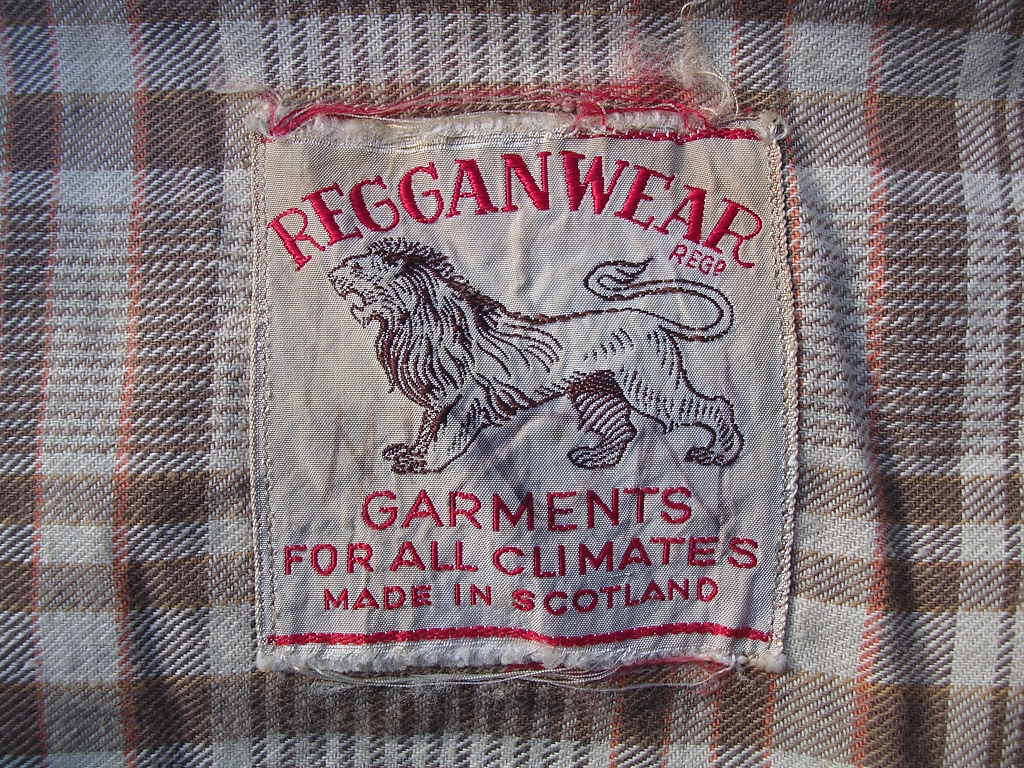 REGGANWEAR
REGD
GARMENTS
FOR ALL CLIMATES
MADE IN SCOTLAND